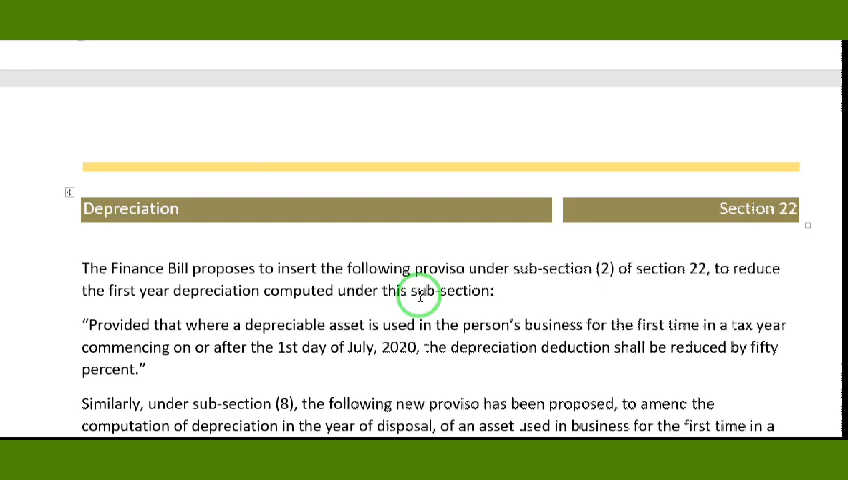 Depreciation
Section 22
The Finance Bill proposes to insert the following proviso under sub-section (2) of section 22, to reduce
the first year depreciation computed under this sub-section:
“Provided that where a depreciable asset is used in the person’s business for the first time in a tax year
commencing on or after the 1st day of July, 2020, the depreciation deduction shall be reduced by fifty
percent.”
Similarly, under sub-section (8), the following new proviso has been proposed, to amend the
computation of depreciation in the year of disposal, of an asset used in business for the first time in a